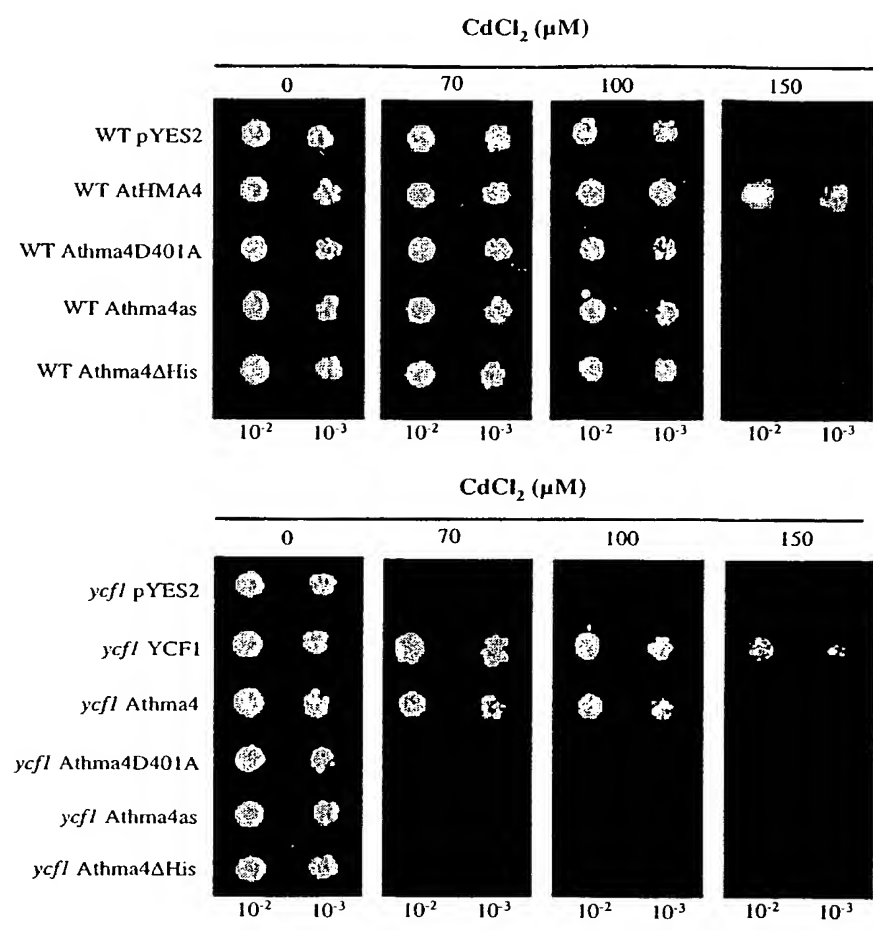 CdCl₂ (µM)
0 70 100 150
WT pYES2
WT AtHMA4
WT Athma4D401A
WT Athma4as
WT Athma4ΔHis
10⁻² 10⁻³ 10⁻² 10⁻³ 10⁻² 10⁻³ 10⁻² 10⁻³
CdCl₂ (µM)
0 70 100 150
ycf1 pYES2
ycf1 YCF1
ycf1 Athma4
ycf1 Athma4D401A
ycf1 Athma4as
ycf1 Athma4ΔHis
10⁻² 10⁻³ 10⁻² 10⁻³ 10⁻² 10⁻³ 10⁻² 10⁻³